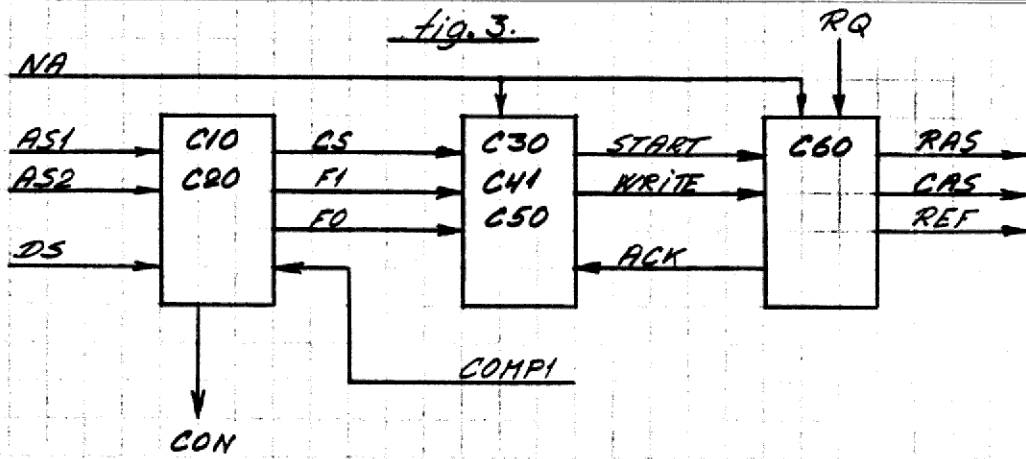 fig. 3.
RQ
NA
AS1 C10 CS C30 START C60 RAS
AS2 C20 F1 C41 WRiTE CAS
F0 C50 REF
DS ACK
COMP1
CON